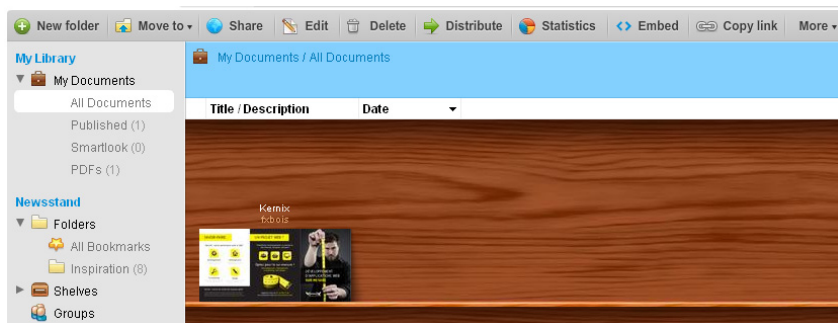 New folder Move to Share Edit Delete Distribute Statistics <> Embed Copy link More
My Library
My Documents
All Documents
Published (1)
Smartlook (0)
PDFs (1)
Newsstand
Folders
All Bookmarks
Inspiration (8)
Shelves
Groups
My Documents / All Documents
Title / Description Date
Kernix
fxbois